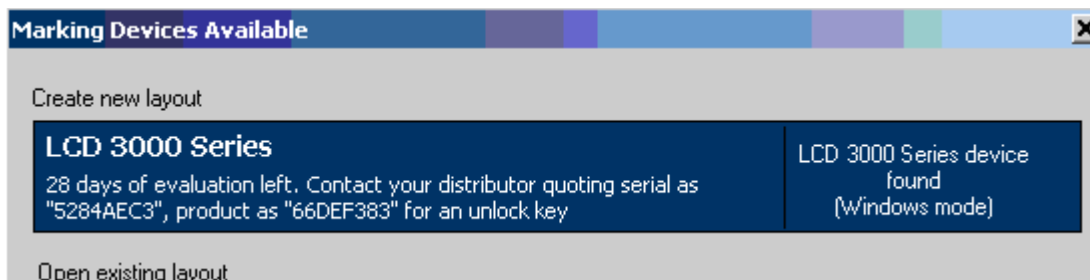 Marking Devices Available
Create new layout
LCD 3000 Series
28 days of evaluation left. Contact your distributor quoting serial as
"5284AEC3", product as "66DEF383" for an unlock key
LCD 3000 Series device
found
(Windows mode)
Open existing layout